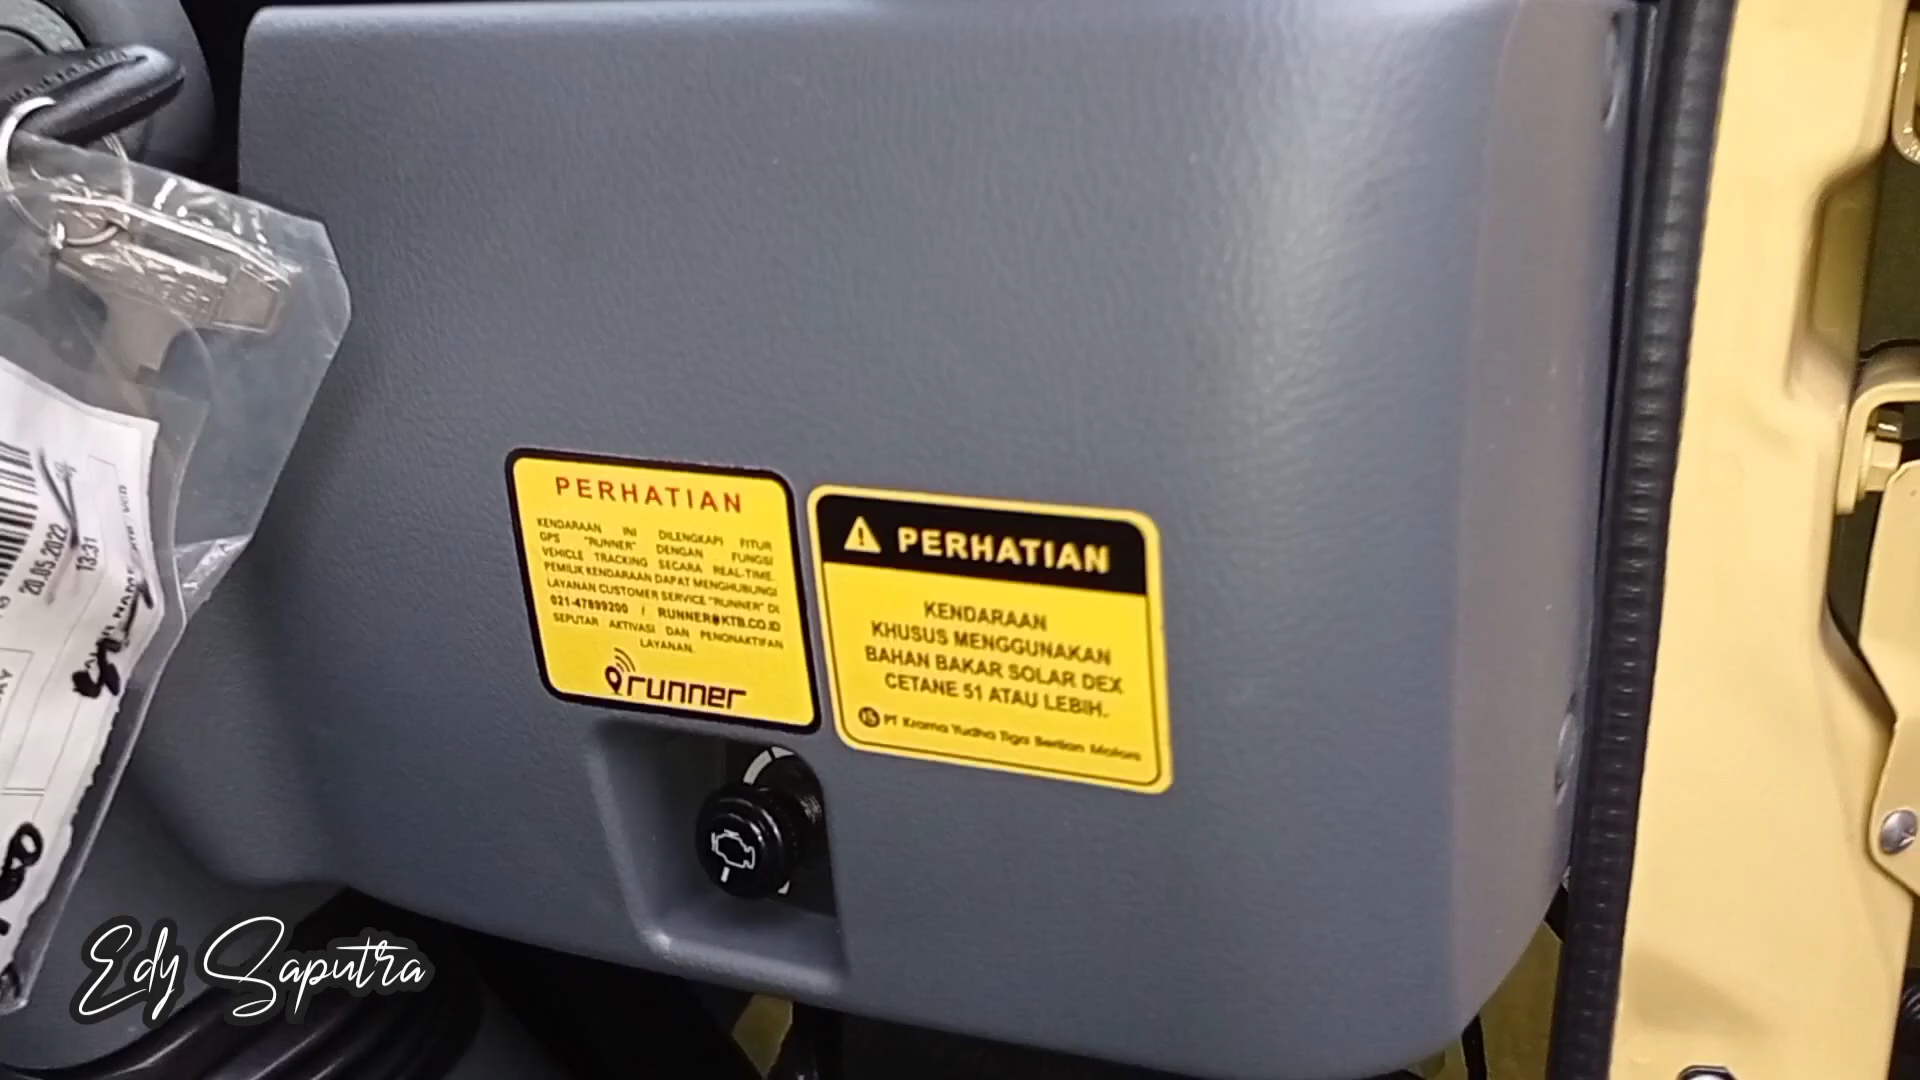 20.05.2022
13:31
PERHATIAN
KENDARAAN INI DILENGKAPI FITUR
GPS "RUNNER" DENGAN FUNGSI
VEHICLE TRACKING SECARA REAL-TIME.
PEMILIK KENDARAAN DAPAT MENGHUBUNGI
LAYANAN CUSTOMER SERVICE "RUNNER" DI
021-47899200 / RUNNER@KTB.CO.ID
SEPUTAR AKTIVASI DAN PENONAKTIFAN
LAYANAN.
runner
PERHATIAN
KENDARAAN
KHUSUS MENGGUNAKAN
BAHAN BAKAR SOLAR DEX
CETANE 51 ATAU LEBIH.
PT Krama Yudha Tiga Berlian Motors
Edy Saputra